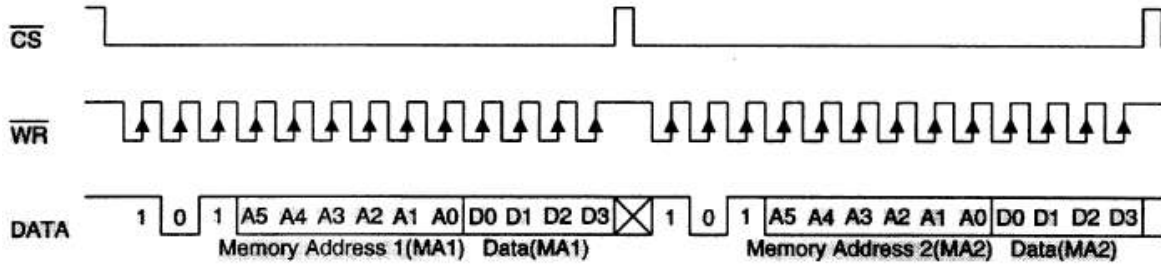 CS
WR
DATA 1 0 1 A5 A4 A3 A2 A1 A0 D0 D1 D2 D3 1 0 1 A5 A4 A3 A2 A1 A0 D0 D1 D2 D3
Memory Address 1(MA1) Data(MA1) Memory Address 2(MA2) Data(MA2)